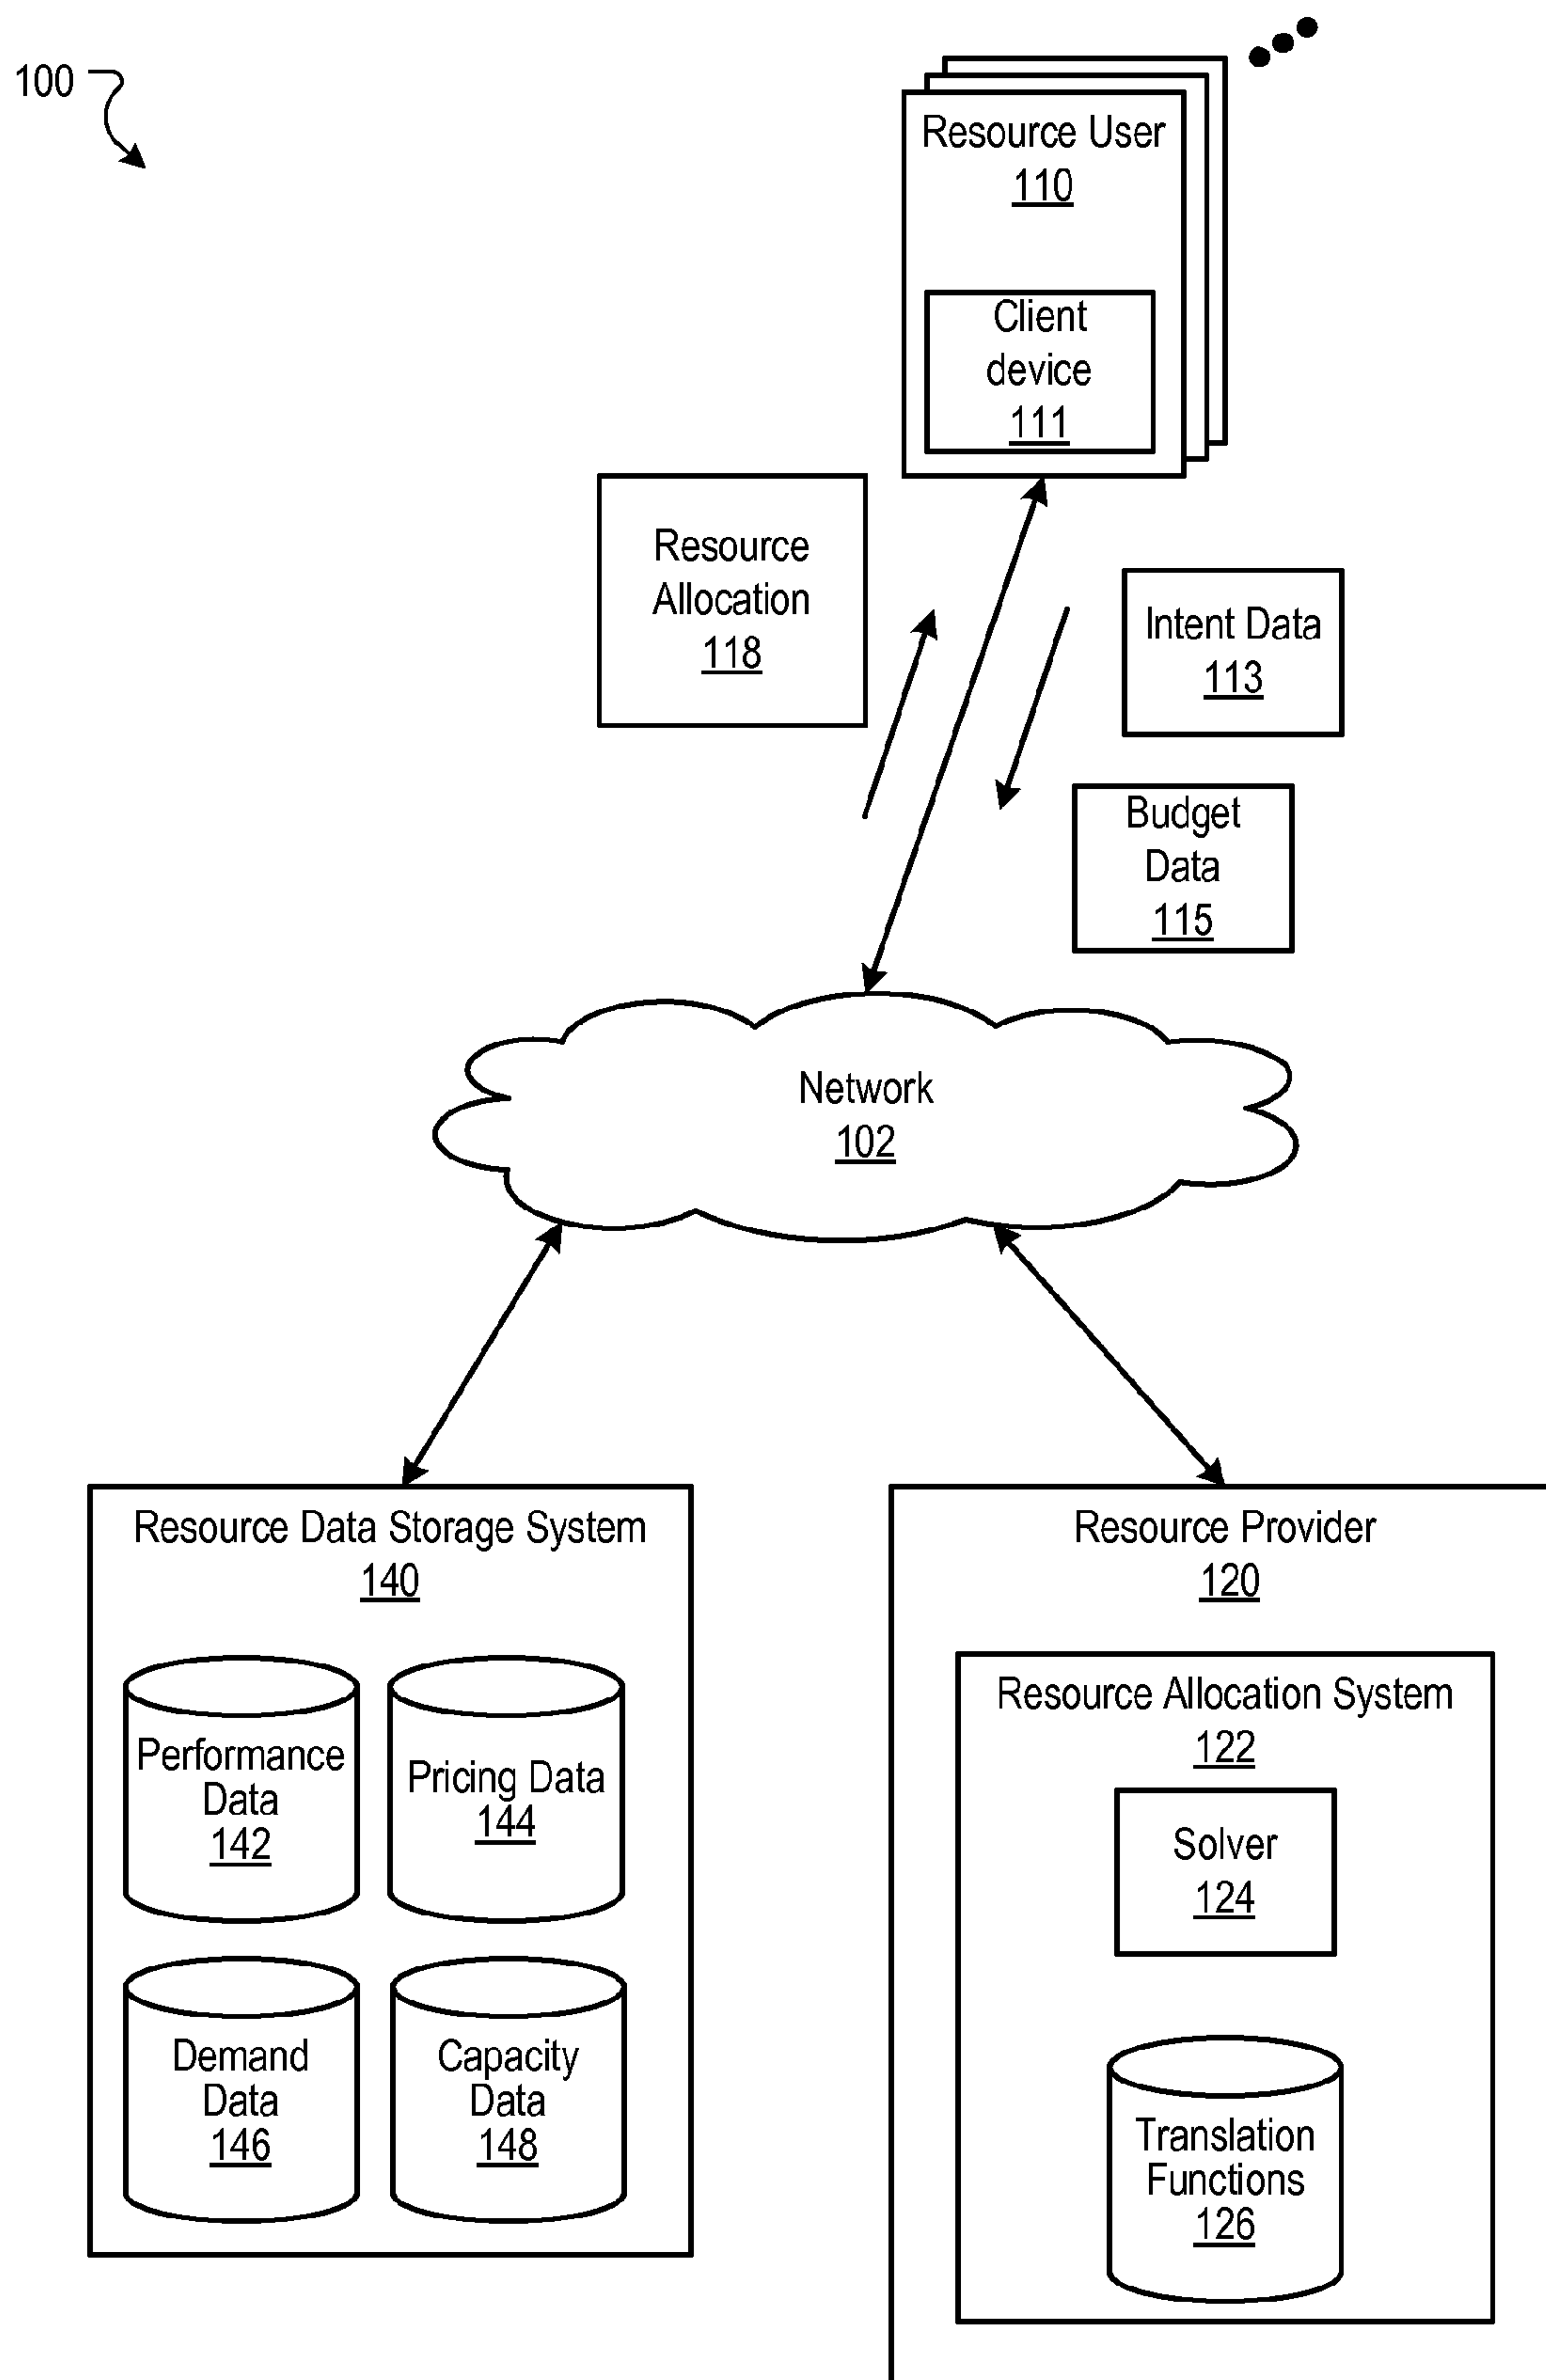 100
Resource User
110
Client
device
111
Resource
Allocation
118
Intent Data
113
Budget
Data
115
Network
102
Resource Data Storage System
140
Performance
Data
142
Pricing Data
144
Demand
Data
146
Capacity
Data
148
Resource Provider
120
Resource Allocation System
122
Solver
124
Translation
Functions
126